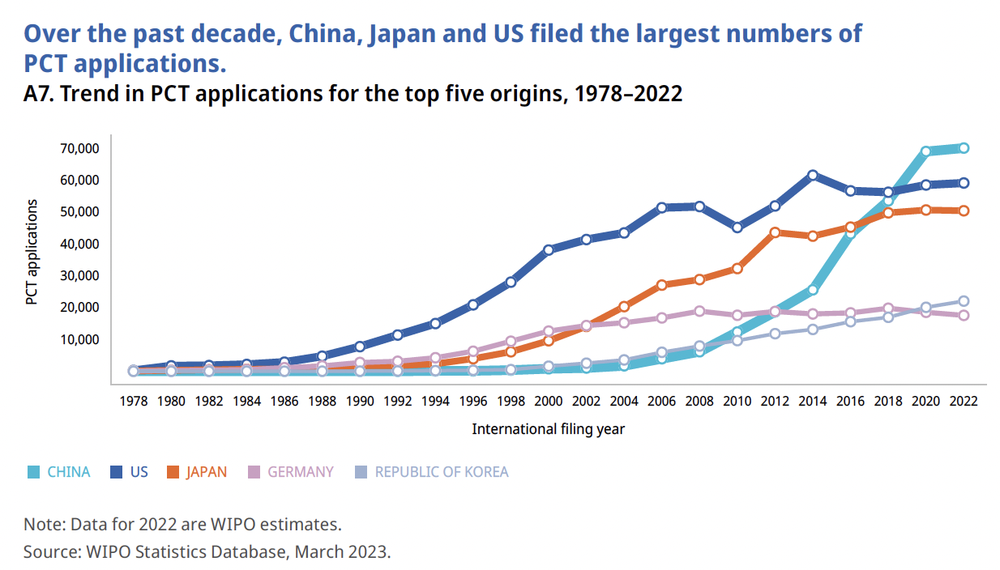 Over the past decade, China, Japan and US filed the largest numbers of
PCT applications.
A7. Trend in PCT applications for the top five origins, 1978–2022
PCT applications
70,000
60,000
50,000
40,000
30,000
20,000
10,000
1978 1980 1982 1984 1986 1988 1990 1992 1994 1996 1998 2000 2002 2004 2006 2008 2010 2012 2014 2016 2018 2020 2022
International filing year
CHINA US JAPAN GERMANY REPUBLIC OF KOREA
Note: Data for 2022 are WIPO estimates.
Source: WIPO Statistics Database, March 2023.